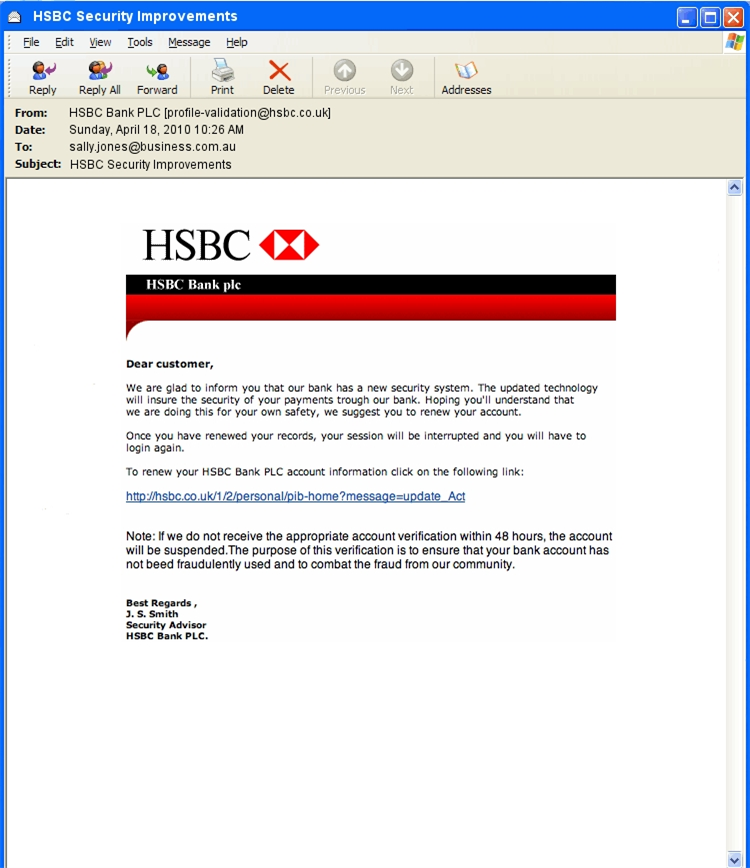 HSBC Security Improvements
File Edit View Tools Message Help
Reply Reply All Forward Print Delete Previous Next Addresses
From: HSBC Bank PLC [profile-validation@hsbc.co.uk]
Date: Sunday, April 18, 2010 10:26 AM
To: sally.jones@business.com.au
Subject: HSBC Security Improvements
HSBC
HSBC Bank plc
Dear customer,
We are glad to inform you that our bank has a new security system. The updated technology
will insure the security of your payments trough our bank. Hoping you'll understand that
we are doing this for your own safety, we suggest you to renew your account.
Once you have renewed your records, your session will be interrupted and you will have to
login again.
To renew your HSBC Bank PLC account information click on the following link:
http://hsbc.co.uk/1/2/personal/pib-home?message=update_Act
Note: If we do not receive the appropriate account verification within 48 hours, the account
will be suspended.The purpose of this verification is to ensure that your bank account has
not beed fraudulently used and to combat the fraud from our community.
Best Regards ,
J. S. Smith
Security Advisor
HSBC Bank PLC.